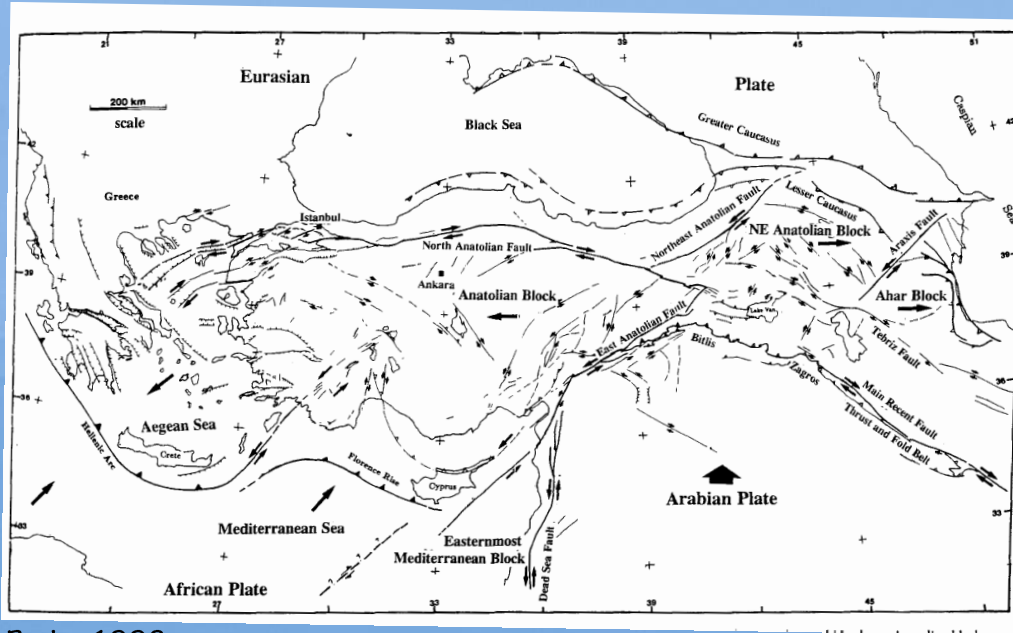 21 27 33 39 45 51
Eurasian
Plate
200 km
scale
Black Sea
Greater Caucasus
Caspian
Sea
42
Greece
Istanbul
North Anatolian Fault
Northeast Anatolian Fault
Lesser Caucasus
NE Anatolian Block
Araxis Fault
39
39
Ankara
Anatolian Block
Ahar Block
Lake Van
East Anatolian Fault
Bitlis
Tebriz Fault
Zagros
36
36
Main Recent Fault
Thrust and Fold Belt
Aegean Sea
Crete
Hellenic Arc
Florence Rise
Cyprus
Arabian Plate
33
33
Mediterranean Sea
Easternmost
Mediterranean Block
Dead Sea Fault
African Plate
27 33 39 45